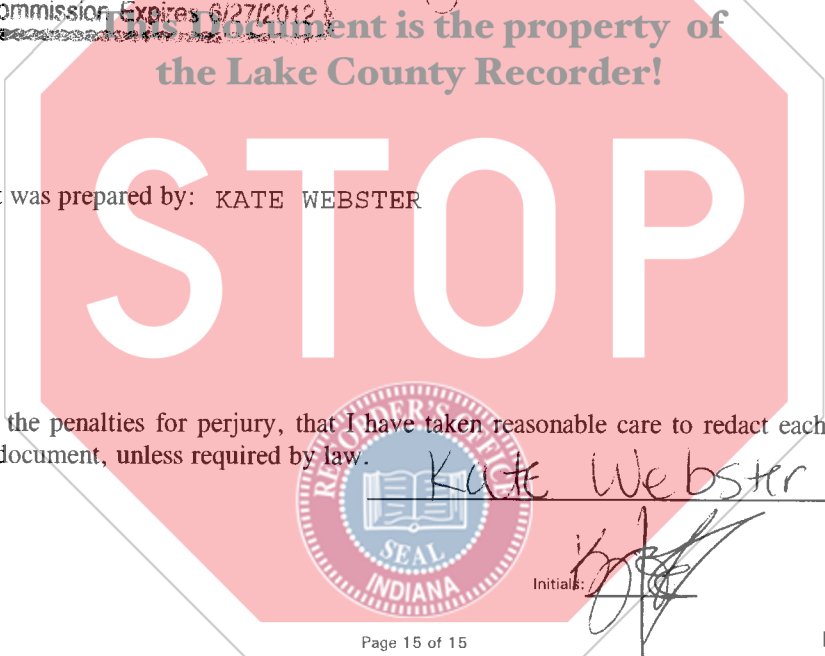 ommission Expires 6/27/2012
This Document is the property of
the Lake County Recorder!
STOP
t was prepared by: KATE WEBSTER
the penalties for perjury, that I have taken reasonable care to redact each
document, unless required by law.
Kate Webster
RECORDER'S OFFICE
SEAL
INDIANA
Initials:
Page 15 of 15